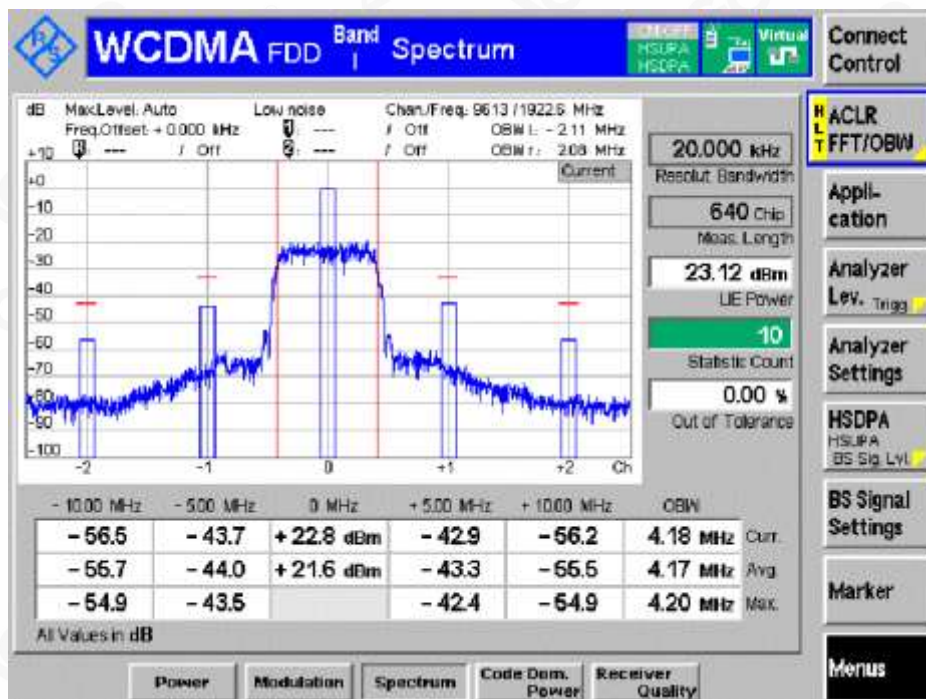 WCDMA FDD Band I Spectrum
HSUPA
HSDPA
Virtual
Connect Control
dB Max.Level: Auto Low noise Chan./Freq.: 9613 / 1922.6 MHz
Freq.Offset: + 0.000 kHz --- / Off OBW l: - 2.11 MHz
--- / Off --- / Off OBW r: 2.08 MHz
Current
+10
+0
-10
-20
-30
-40
-50
-60
-70
-80
-90
-100
-2 -1 0 +1 +2 Ch
20.000 kHz
Resolut. Bandwidth
640 Chip
Meas. Length
23.12 dBm
UE Power
10
Statistic Count
0.00 %
Out of Tolerance
- 10.00 MHz - 5.00 MHz 0 MHz + 5.00 MHz + 10.00 MHz OBW
- 56.5 - 43.7 + 22.8 dBm - 42.9 - 56.2 4.18 MHz Curr.
- 55.7 - 44.0 + 21.6 dBm - 43.3 - 55.5 4.17 MHz Avg
- 54.9 - 43.5 - 42.4 - 54.9 4.20 MHz Max.
All Values in dB
HLT
ACLR
FFT/OBW
Appli-
cation
Analyzer
Lev. Trigg
Analyzer
Settings
HSDPA
HSUPA
BS Sig. Lvl.
BS Signal
Settings
Marker
Menus
Power
Modulation
Spectrum
Code Dom.
Power
Receiver
Quality